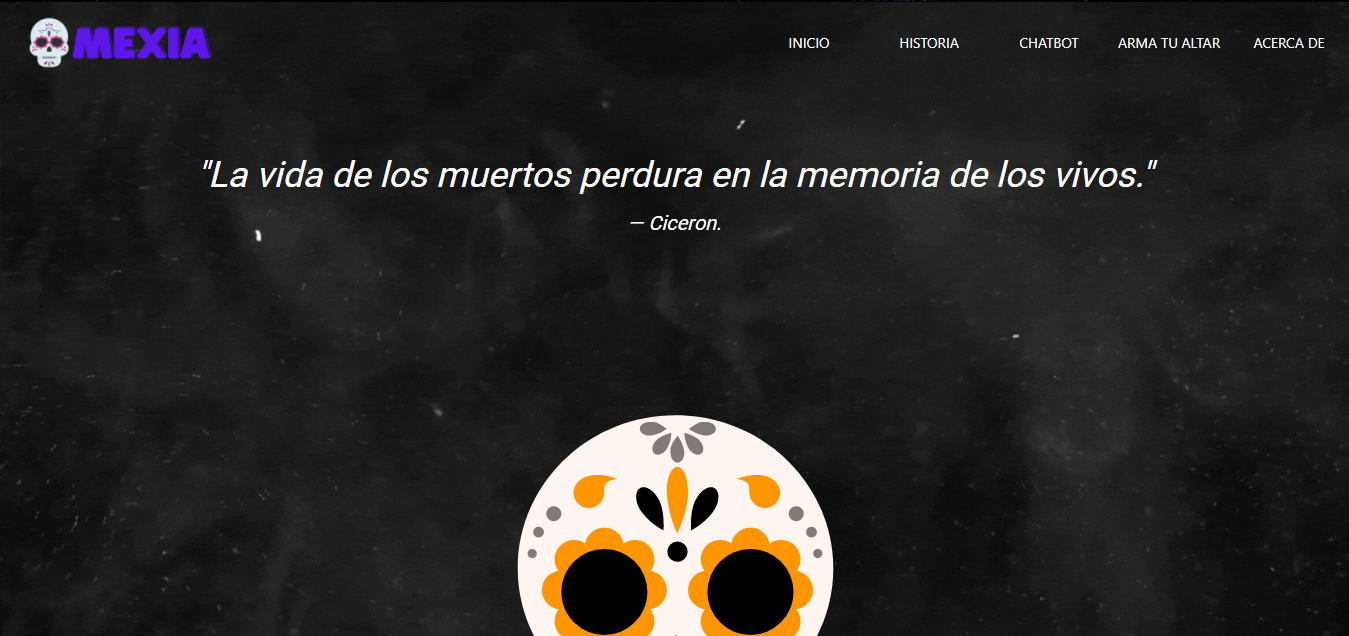 MEXIA
INICIO
HISTORIA
CHATBOT
ARMA TU ALTAR
ACERCA DE
"La vida de los muertos perdura en la memoria de los vivos."
— Ciceron.